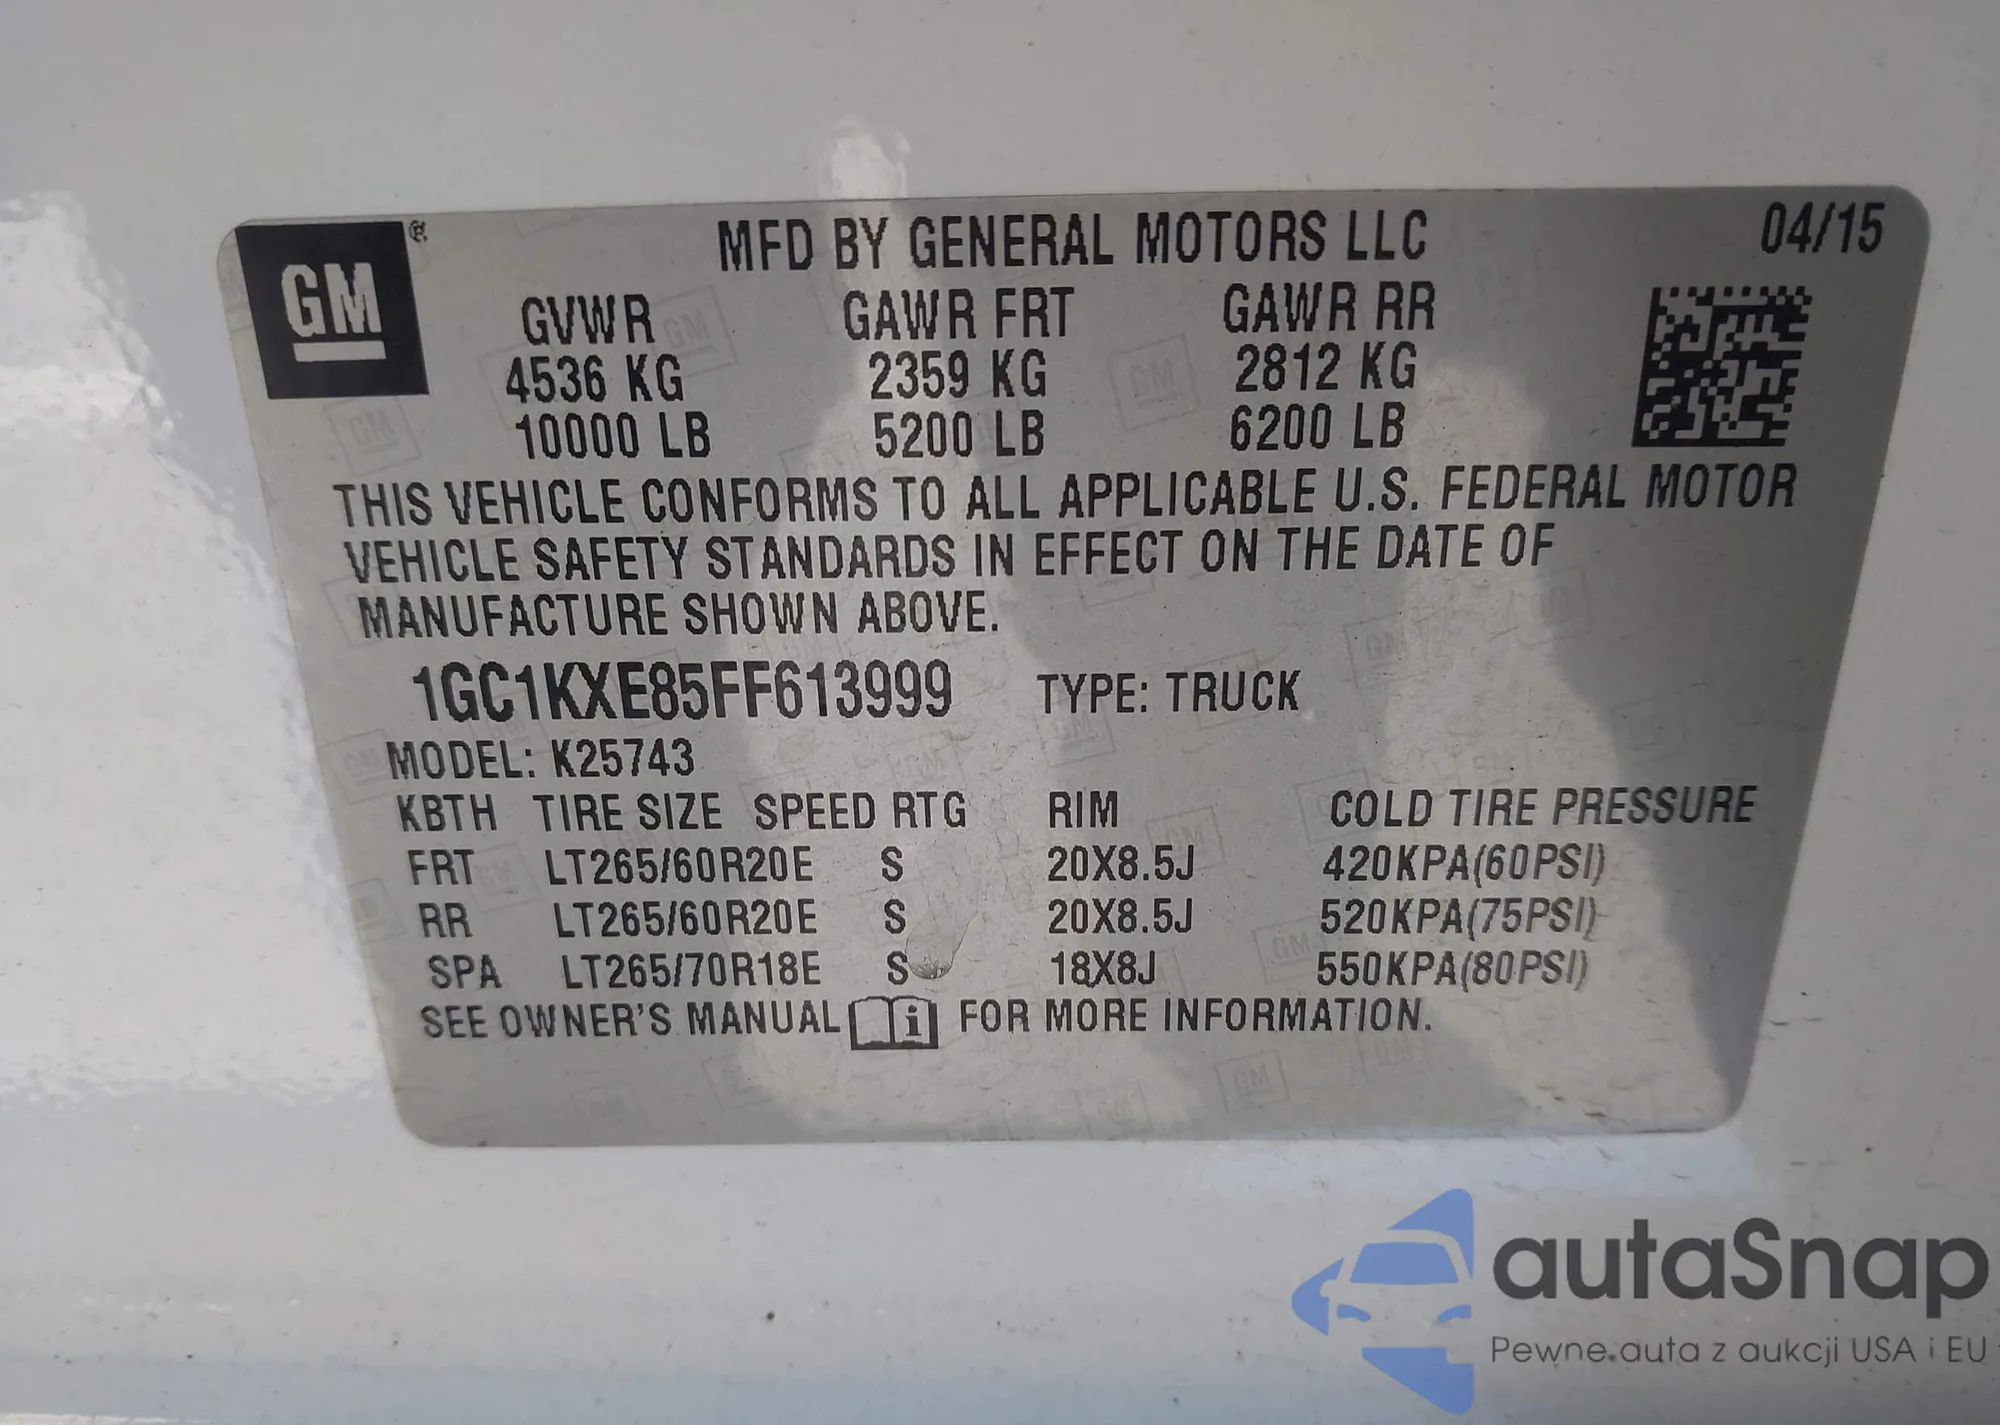 GM® MFD BY GENERAL MOTORS LLC 04/15
GVWR GAWR FRT GAWR RR
4536 KG 2359 KG 2812 KG
10000 LB 5200 LB 6200 LB
THIS VEHICLE CONFORMS TO ALL APPLICABLE U.S. FEDERAL MOTOR
VEHICLE SAFETY STANDARDS IN EFFECT ON THE DATE OF
MANUFACTURE SHOWN ABOVE.
1GC1KXE85FF613999 TYPE: TRUCK
MODEL: K25743
KBTH TIRE SIZE SPEED RTG RIM COLD TIRE PRESSURE
FRT LT265/60R20E S 20X8.5J 420KPA(60PSI)
RR LT265/60R20E S 20X8.5J 520KPA(75PSI)
SPA LT265/70R18E S 18X8J 550KPA(80PSI)
SEE OWNER'S MANUAL i FOR MORE INFORMATION.
autaSnap
Pewne auta z aukcji USA i EU